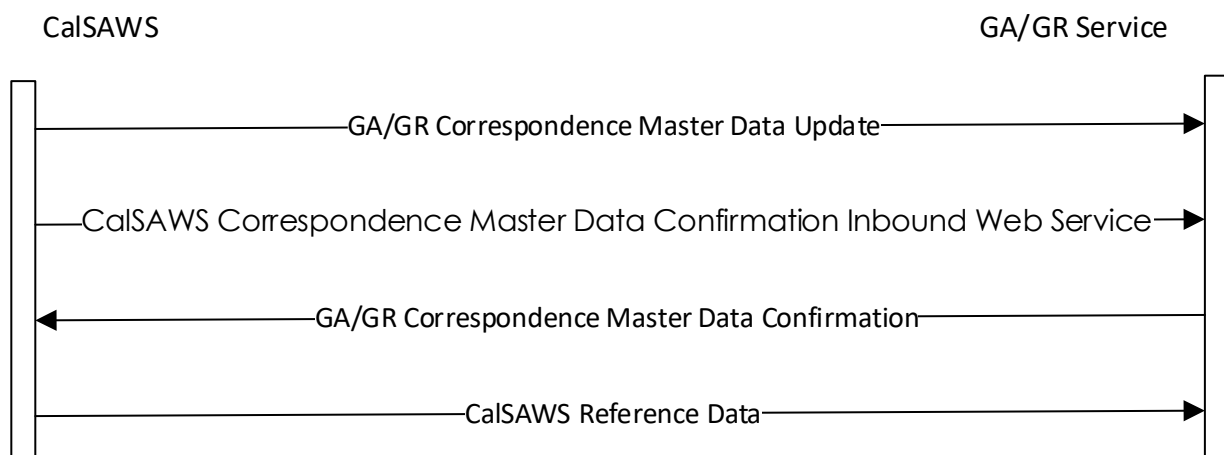 CalSAWS
GA/GR Service
GA/GR Correspondence Master Data Update
CalSAWS Correspondence Master Data Confirmation Inbound Web Service
GA/GR Correspondence Master Data Confirmation
CalSAWS Reference Data